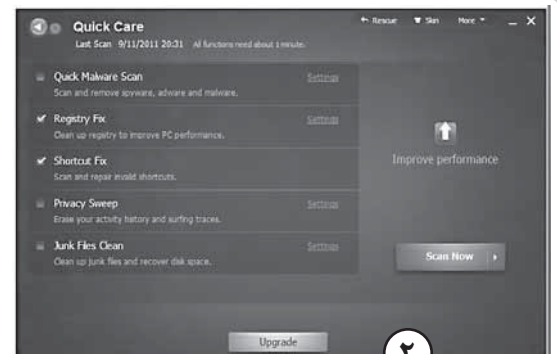 Quick Care
Rescue Skin More
Last Scan 9/11/2011 20:31 All functions need about 1 minute.
Quick Malware Scan Settings
Scan and remove spyware, adware and malware.
Registry Fix Settings
Clean up registry to improve PC performance.
Shortcut Fix
Scan and repair invalid shortcuts.
Improve performance
Privacy Sweep Settings
Erase your activity history and surfing traces.
Junk Files Clean Settings
Clean up junk files and recover disk space.
Scan Now
Upgrade
٢